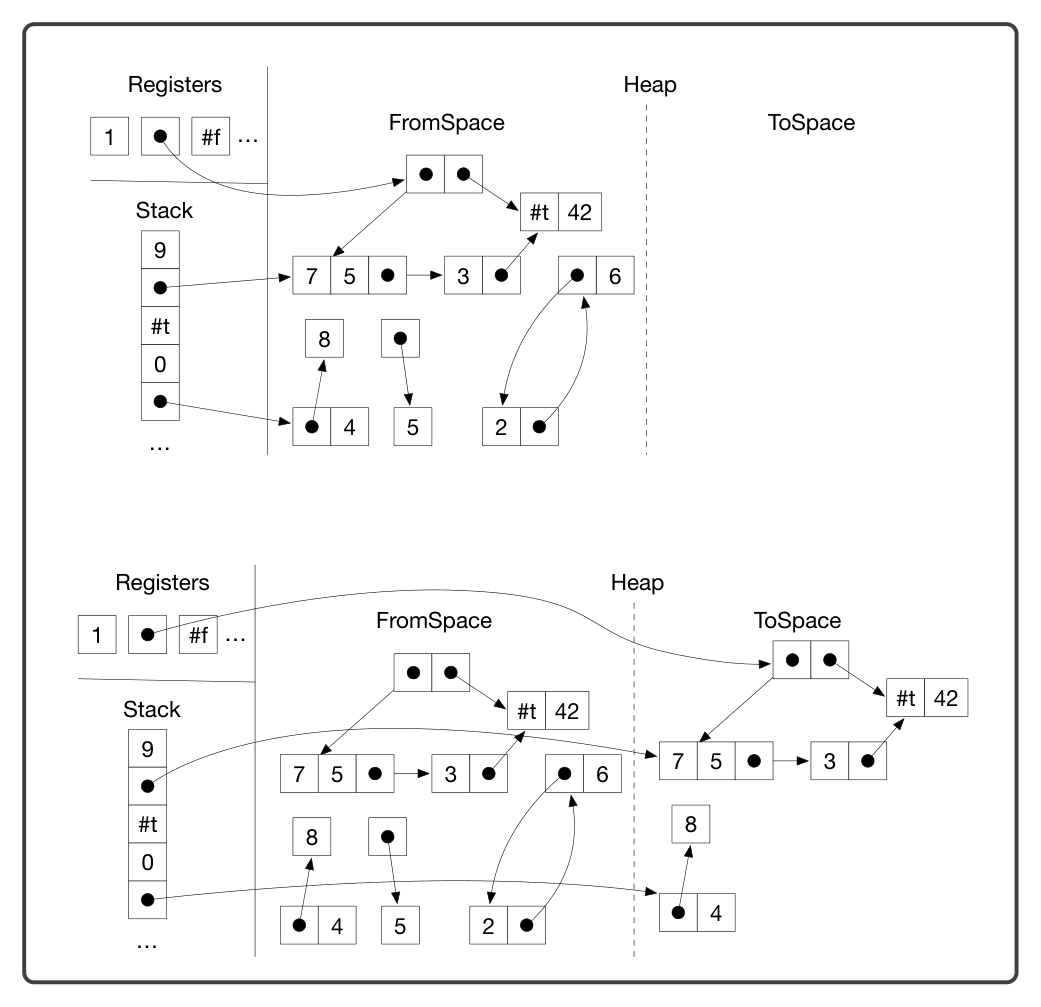 Registers
Heap
FromSpace
ToSpace
1 #f ...
#t 42
Stack
9
7 5 3 6
#t
8
0
4 5 2
...
Registers
Heap
FromSpace
ToSpace
1 #f ...
#t 42 #t 42
Stack
9
7 5 3 6 7 5 3
#t
8 8
0
4 5 2 4
...